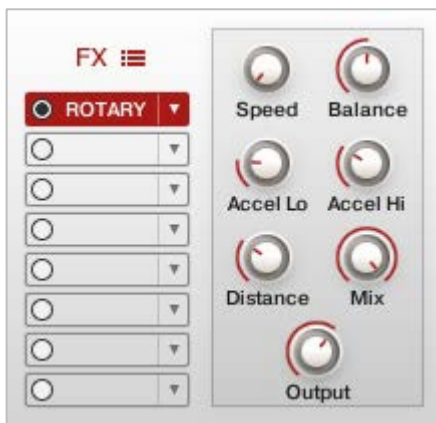 FX
ROTARY
Speed Balance
Accel Lo Accel Hi
Distance Mix
Output